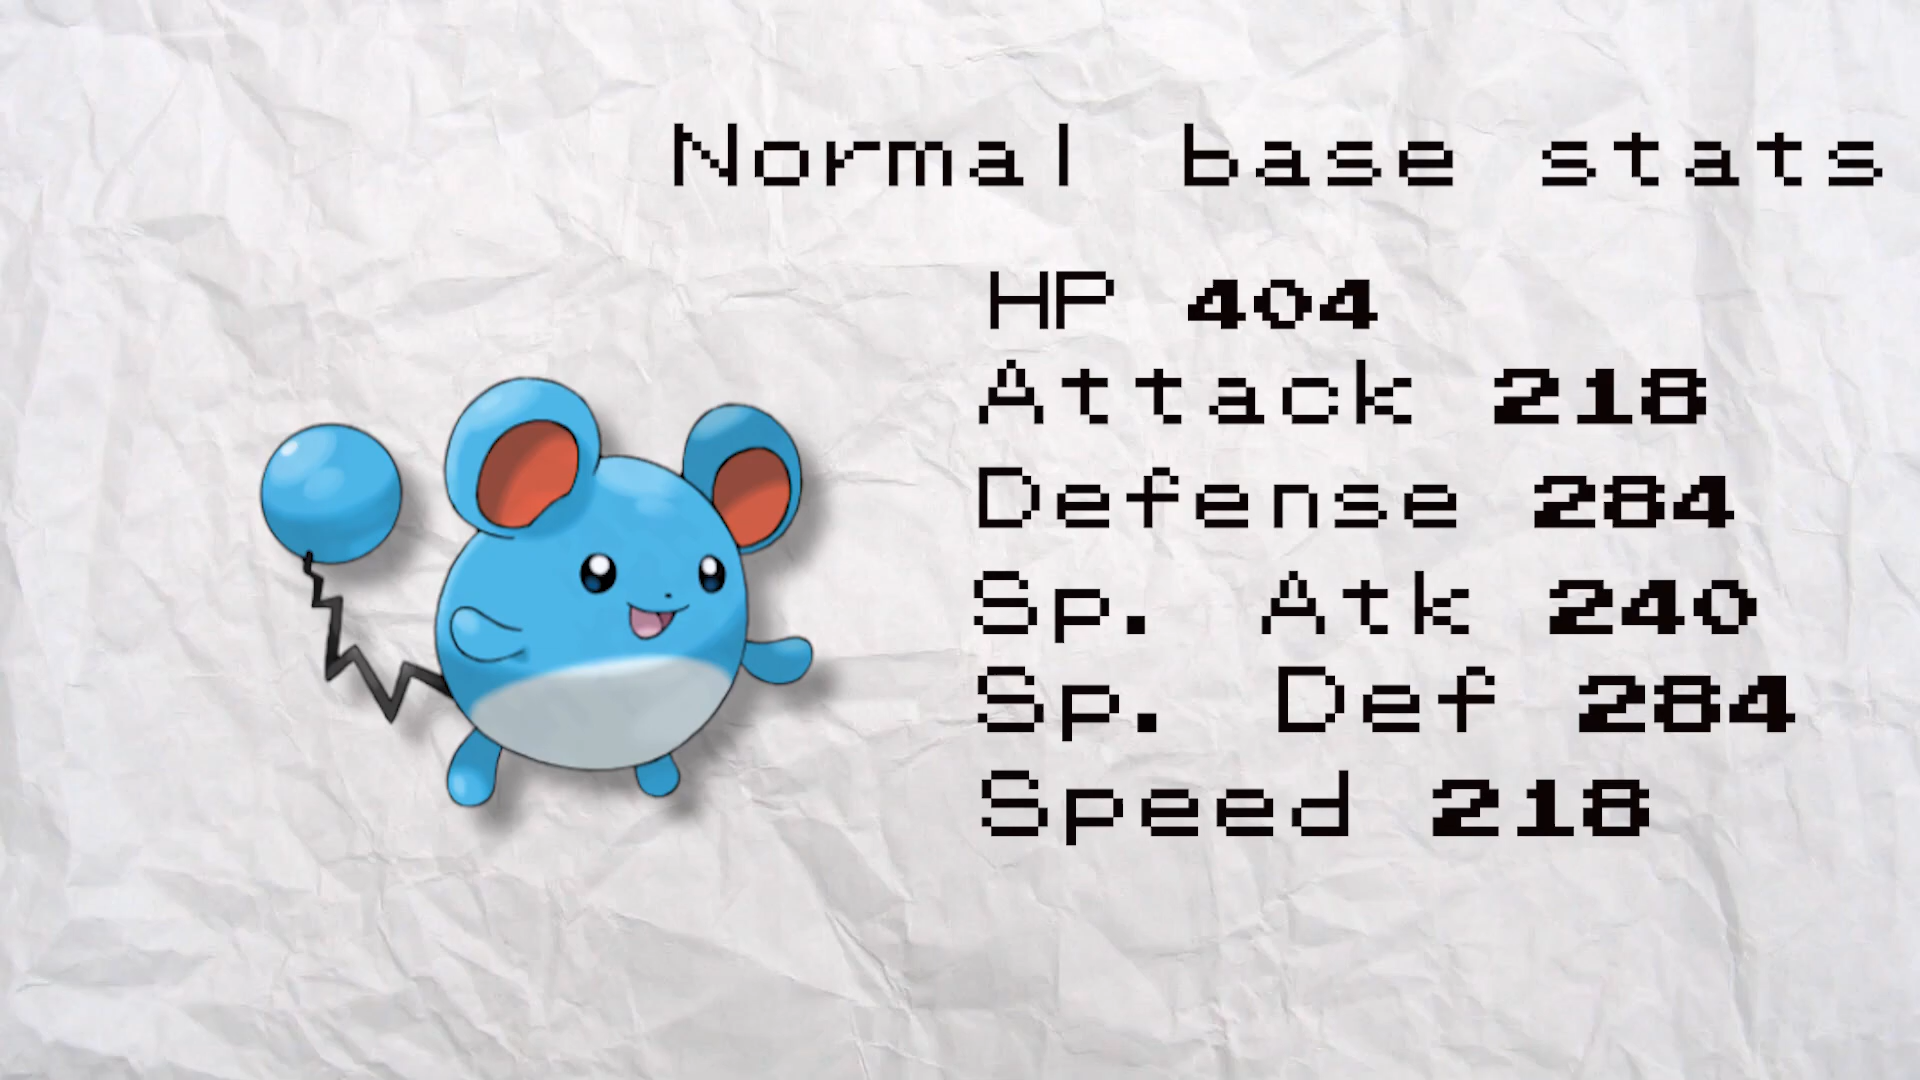 Normal base stats
HP 404
Attack 218
Defense 284
Sp. Atk 240
Sp. Def 284
Speed 218